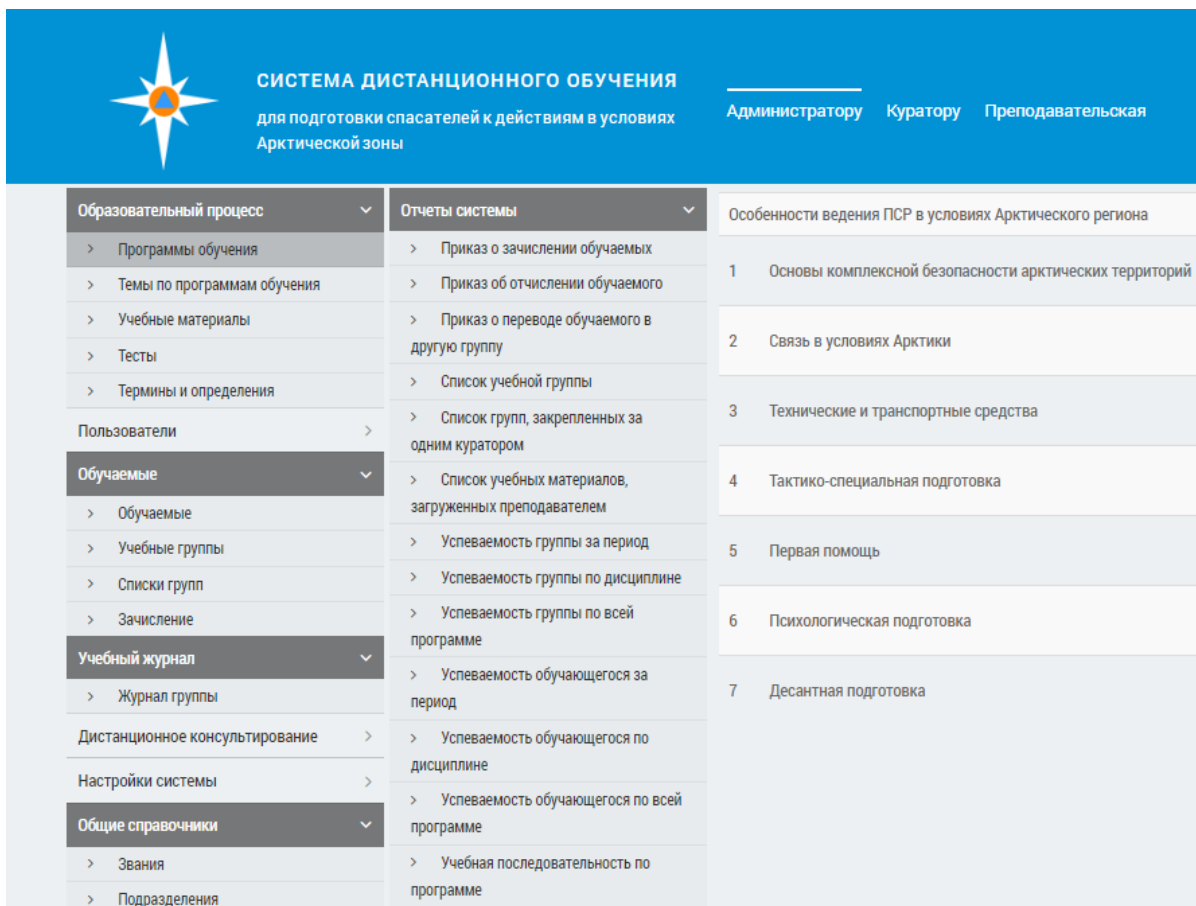 СИСТЕМА ДИСТАНЦИОННОГО ОБУЧЕНИЯ
для подготовки спасателей к действиям в условиях
Арктической зоны
Администратору
Куратору
Преподавательская
Образовательный процесс
Программы обучения
Темы по программам обучения
Учебные материалы
Тесты
Термины и определения
Пользователи
Обучаемые
Обучаемые
Учебные группы
Списки групп
Зачисление
Учебный журнал
Журнал группы
Дистанционное консультирование
Настройки системы
Общие справочники
Звания
Подразделения
Отчеты системы
Приказ о зачислении обучаемых
Приказ об отчислении обучаемого
Приказ о переводе обучаемого в
другую группу
Список учебной группы
Список групп, закрепленных за
одним куратором
Список учебных материалов,
загруженных преподавателем
Успеваемость группы за период
Успеваемость группы по дисциплине
Успеваемость группы по всей
программе
Успеваемость обучающегося за
период
Успеваемость обучающегося по
дисциплине
Успеваемость обучающегося по всей
программе
Учебная последовательность по
программе
Особенности ведения ПСР в условиях Арктического региона
1 Основы комплексной безопасности арктических территорий
2 Связь в условиях Арктики
3 Технические и транспортные средства
4 Тактико-специальная подготовка
5 Первая помощь
6 Психологическая подготовка
7 Десантная подготовка